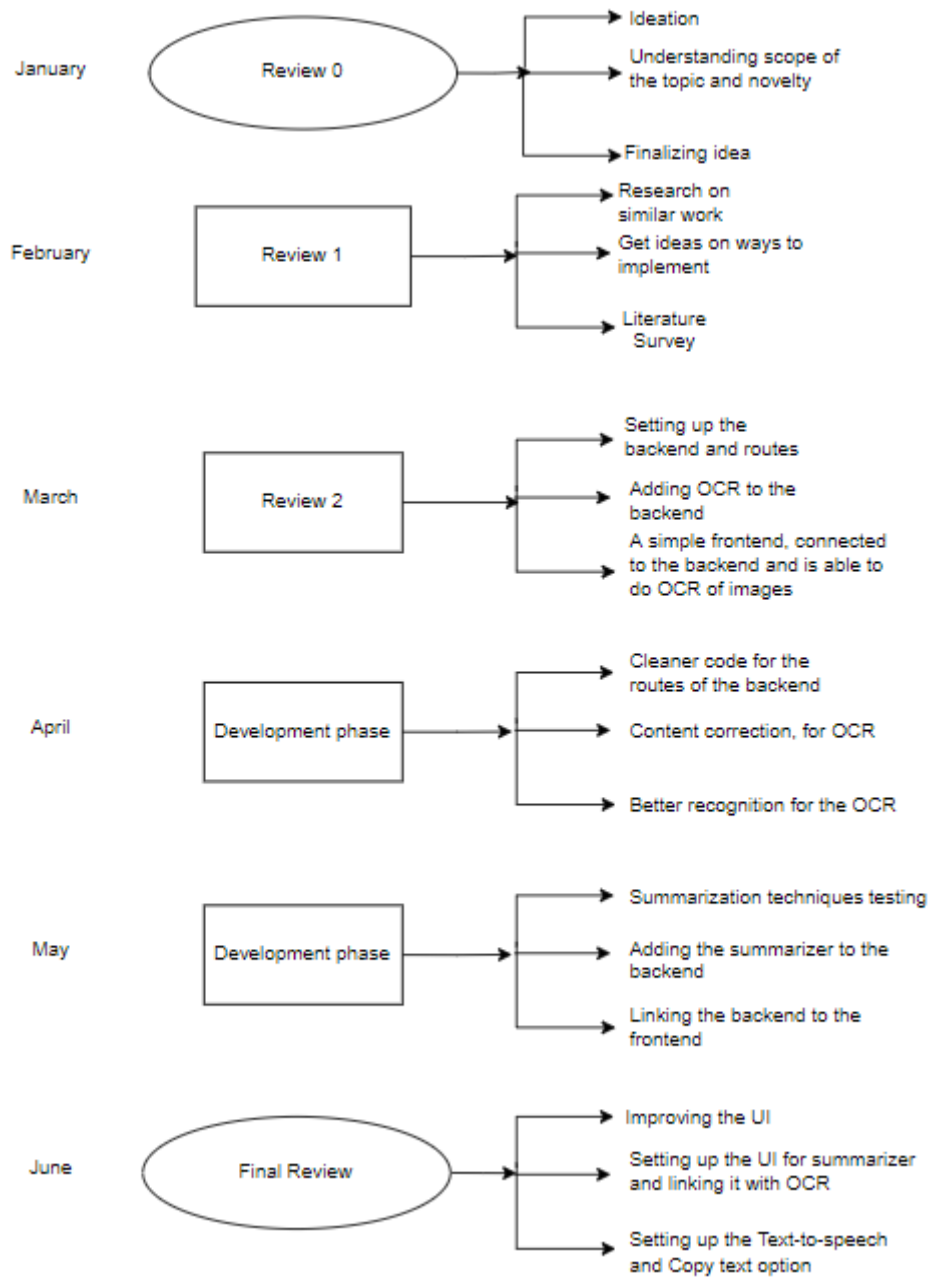 January
Review 0
Ideation
Understanding scope of
the topic and novelty
Finalizing idea
February
Review 1
Research on
similar work
Get ideas on ways to
implement
Literature
Survey
March
Review 2
Setting up the
backend and routes
Adding OCR to the
backend
A simple frontend, connected
to the backend and is able to
do OCR of images
April
Development phase
Cleaner code for the
routes of the backend
Content correction, for OCR
Better recognition for the OCR
May
Development phase
Summarization techniques testing
Adding the summarizer to the
backend
Linking the backend to the
frontend
June
Final Review
Improving the UI
Setting up the UI for summarizer
and linking it with OCR
Setting up the Text-to-speech
and Copy text option